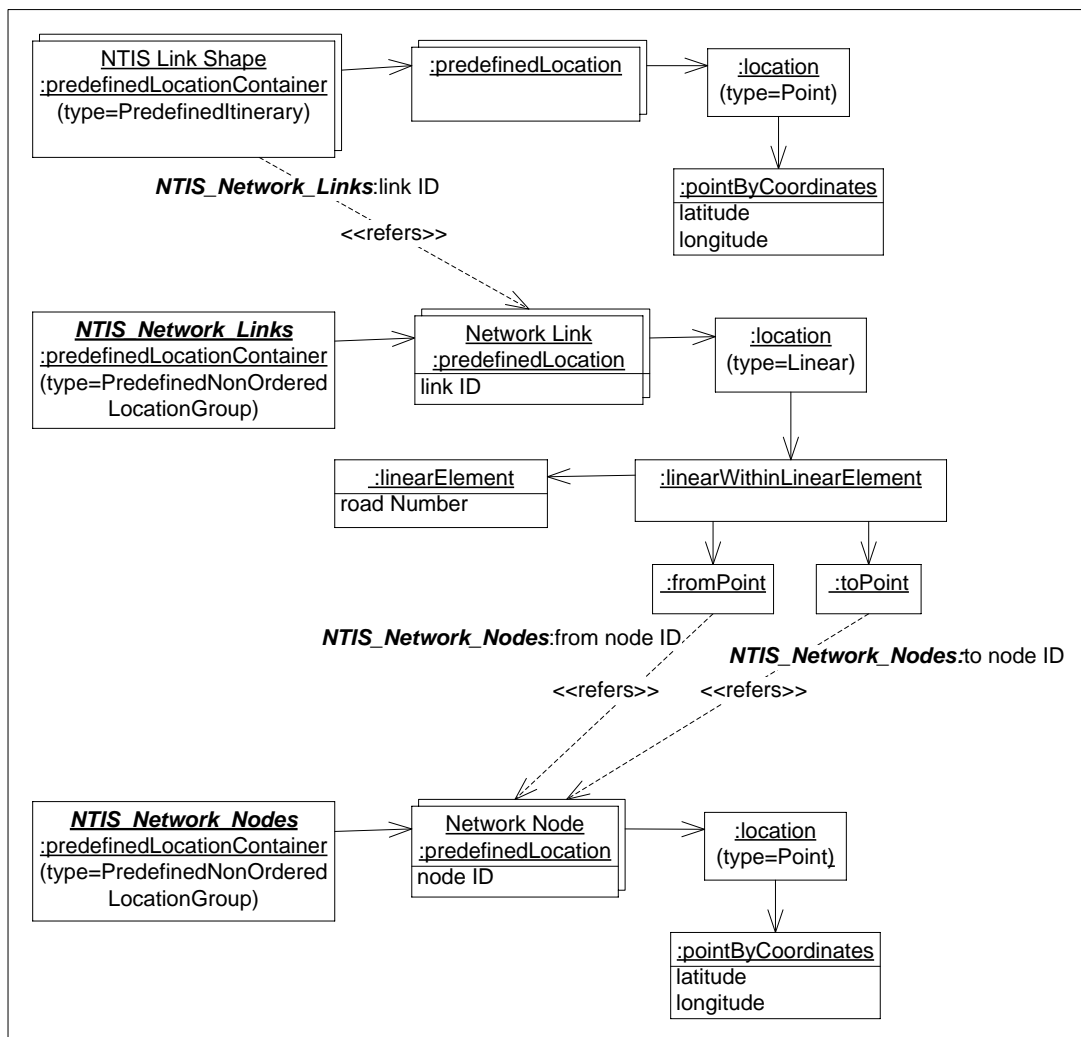 NTIS Link Shape
:predefinedLocationContainer
(type=PredefinedItinerary)
:predefinedLocation
:location
(type=Point)
:pointByCoordinates
latitude
longitude
NTIS_Network_Links:link ID
<<refers>>
NTIS_Network_Links
:predefinedLocationContainer
(type=PredefinedNonOrdered
LocationGroup)
Network Link
:predefinedLocation
link ID
:location
(type=Linear)
:linearElement
road Number
:linearWithinLinearElement
:fromPoint
:toPoint
NTIS_Network_Nodes:from node ID
NTIS_Network_Nodes:to node ID
<<refers>>
<<refers>>
NTIS_Network_Nodes
:predefinedLocationContainer
(type=PredefinedNonOrdered
LocationGroup)
Network Node
:predefinedLocation
node ID
:location
(type=Point)
:pointByCoordinates
latitude
longitude